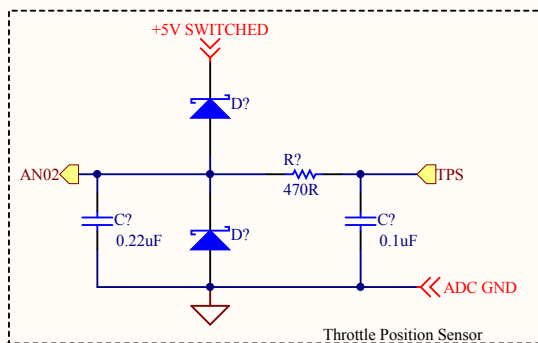 +5V SWITCHED
D?
AN02
R?
470R
TPS
C?
0.22uF
D?
C?
0.1uF
ADC GND
Throttle Position Sensor